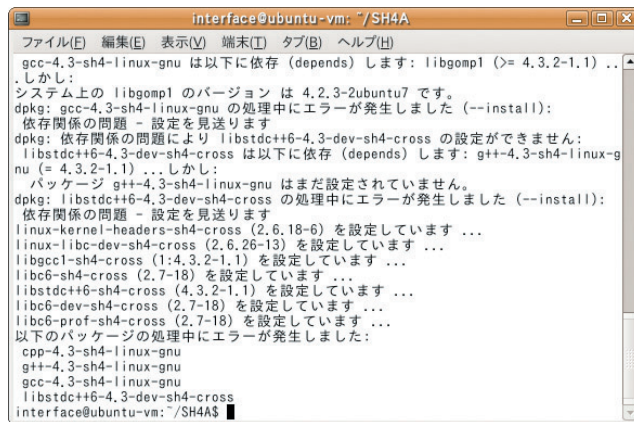 interface@ubuntu-vm: ~/SH4A
ファイル(F) 編集(E) 表示(V) 端末(T) タブ(B) ヘルプ(H)
gcc-4.3-sh4-linux-gnu は以下に依存 (depends) します: libgomp1 (>= 4.3.2-1.1) ..
.しかし:
システム上の libgomp1 のバージョン は 4.2.3-2ubuntu7 です。
dpkg: gcc-4.3-sh4-linux-gnu の処理中にエラーが発生しました (--install):
依存関係の問題 - 設定を見送ります
dpkg: 依存関係の問題により libstdc++6-4.3-dev-sh4-cross の設定ができません:
libstdc++6-4.3-dev-sh4-cross は以下に依存 (depends) します: g++-4.3-sh4-linux-g
nu (= 4.3.2-1.1) ...しかし:
パッケージ g++-4.3-sh4-linux-gnu はまだ設定されていません。
dpkg: libstdc++6-4.3-dev-sh4-cross の処理中にエラーが発生しました (--install):
依存関係の問題 - 設定を見送ります
linux-kernel-headers-sh4-cross (2.6.18-6) を設定しています ...
linux-libc-dev-sh4-cross (2.6.26-13) を設定しています ...
libgcc1-sh4-cross (1:4.3.2-1.1) を設定しています ...
libc6-sh4-cross (2.7-18) を設定しています ...
libstdc++6-sh4-cross (4.3.2-1.1) を設定しています ...
libc6-dev-sh4-cross (2.7-18) を設定しています ...
libc6-prof-sh4-cross (2.7-18) を設定しています ...
以下のパッケージの処理中にエラーが発生しました:
cpp-4.3-sh4-linux-gnu
g++-4.3-sh4-linux-gnu
gcc-4.3-sh4-linux-gnu
libstdc++6-4.3-dev-sh4-cross
interface@ubuntu-vm:~/SH4A$